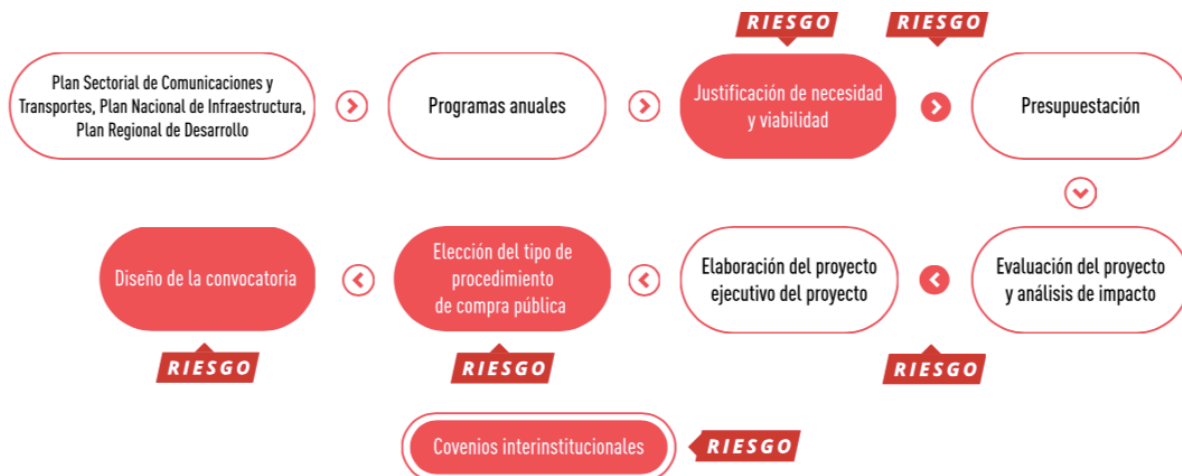 RIESGO
RIESGO
Plan Sectorial de Comunicaciones y
Transportes, Plan Nacional de Infraestructura,
Plan Regional de Desarrollo
Programas anuales
Justificación de necesidad
y viabilidad
Presupuestación
Diseño de la convocatoria
Elección del tipo de
procedimiento
de compra pública
Elaboración del proyecto
ejecutivo del proyecto
Evaluación del proyecto
y análisis de impacto
RIESGO
RIESGO
RIESGO
Covenios interinstitucionales
RIESGO